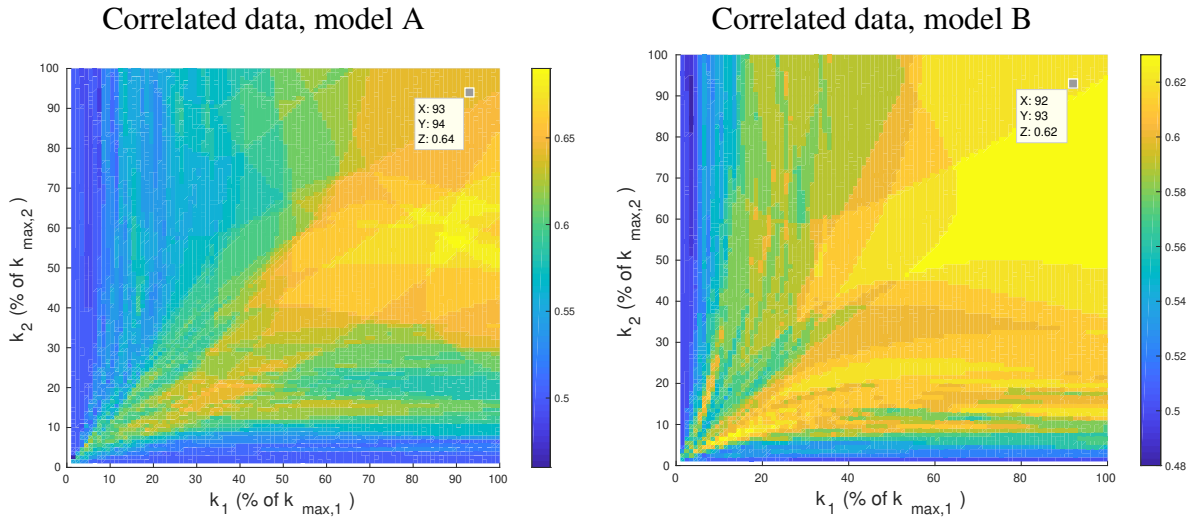 Correlated data, model A
100
90
80
70
60
50
40
30
20
10
0
0 10 20 30 40 50 60 70 80 90 100
k2 (% of k max,2 )
k1 (% of k max,1 )
X: 93
Y: 94
Z: 0.64
0.65
0.6
0.55
0.5
Correlated data, model B
100
90
80
70
60
50
40
30
20
10
0
0 20 40 60 80 100
k2 (% of k max,2 )
k1 (% of k max,1 )
X: 92
Y: 93
Z: 0.62
0.62
0.6
0.58
0.56
0.54
0.52
0.5
0.48